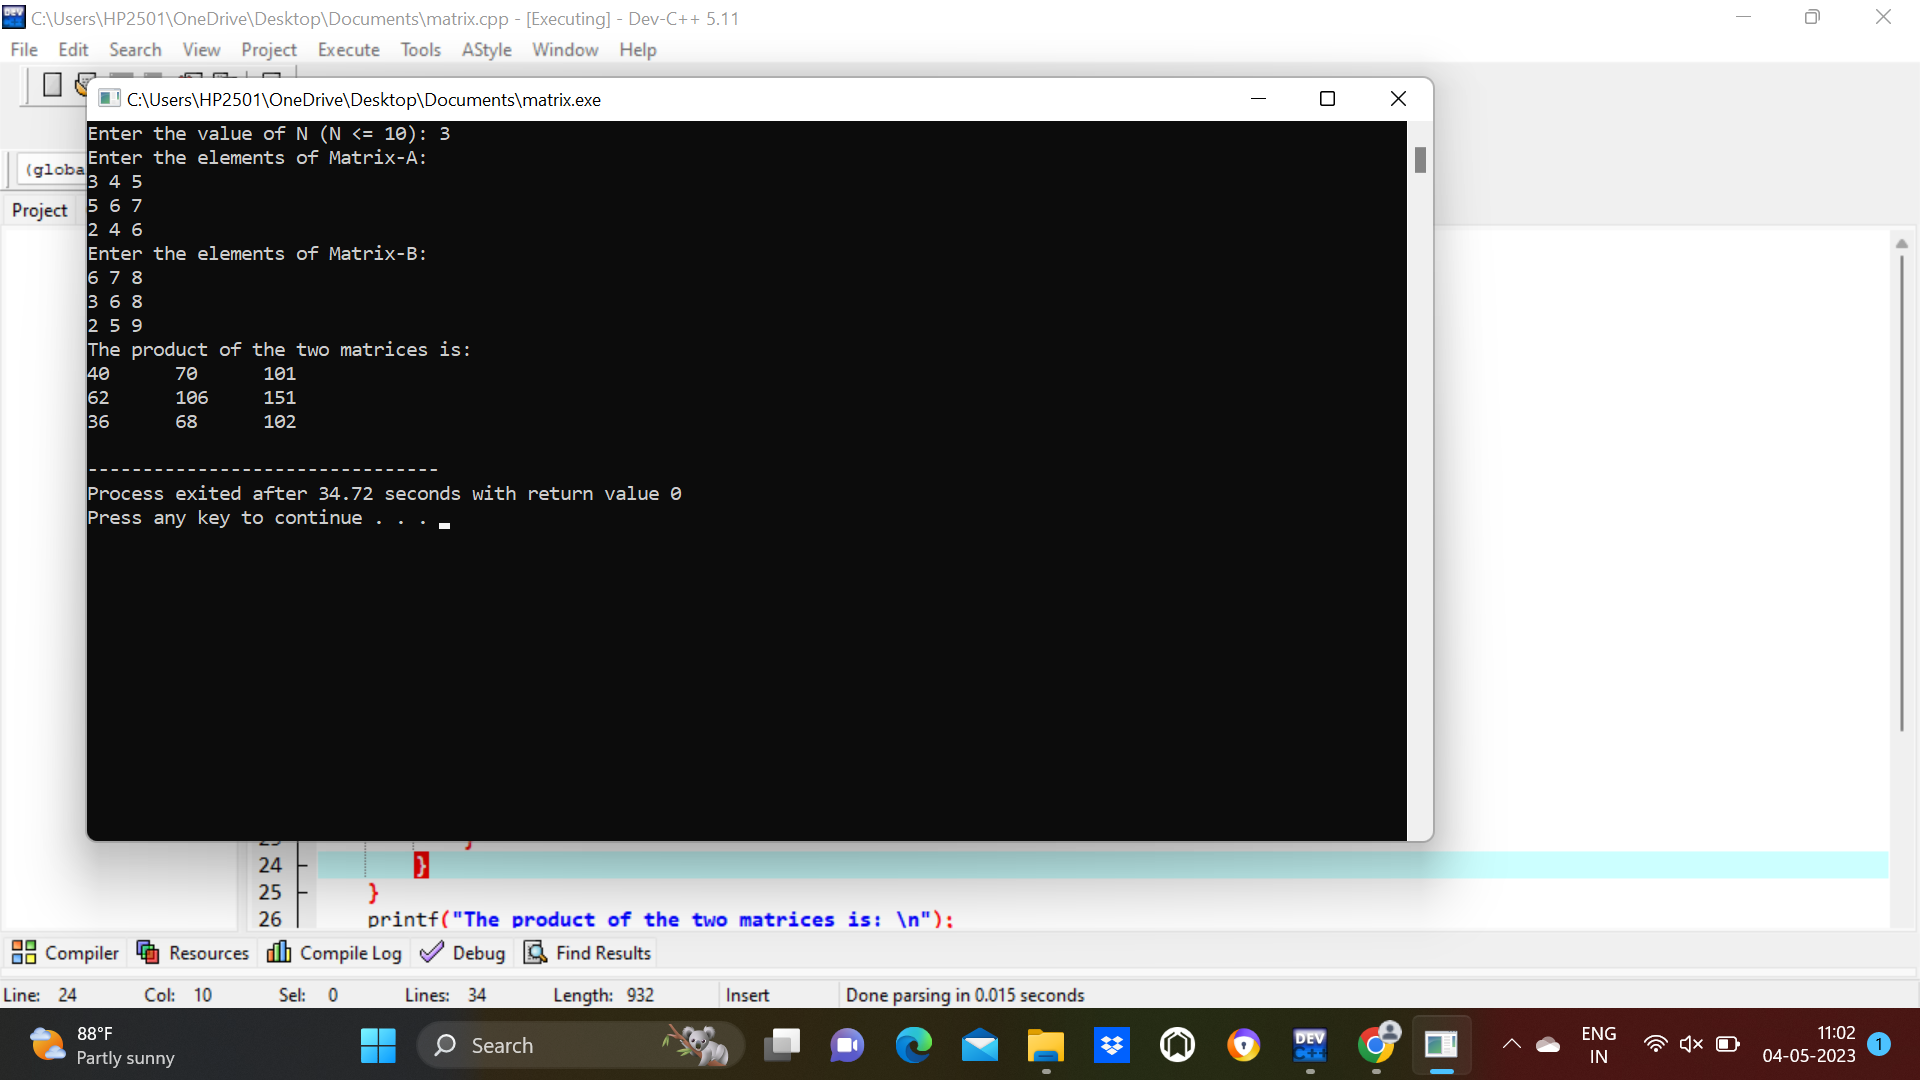 C:\Users\HP2501\OneDrive\Desktop\Documents\matrix.cpp - [Executing] - Dev-C++ 5.11
File Edit Search View Project Execute Tools AStyle Window Help
C:\Users\HP2501\OneDrive\Desktop\Documents\matrix.exe
(globa
Project
Enter the value of N (N <= 10): 3
Enter the elements of Matrix-A:
3 4 5
5 6 7
2 4 6
Enter the elements of Matrix-B:
6 7 8
3 6 8
2 5 9
The product of the two matrices is:
40 70 101
62 106 151
36 68 102
--------------------------------
Process exited after 34.72 seconds with return value 0
Press any key to continue . . .
24 }
25 }
26 printf("The product of the two matrices is: \n");
Compiler Resources Compile Log Debug Find Results
Line: 24 Col: 10 Sel: 0 Lines: 34 Length: 932 Insert Done parsing in 0.015 seconds
88°F
Partly sunny
Search
DEV
C++
ENG
IN
11:02
04-05-2023
1